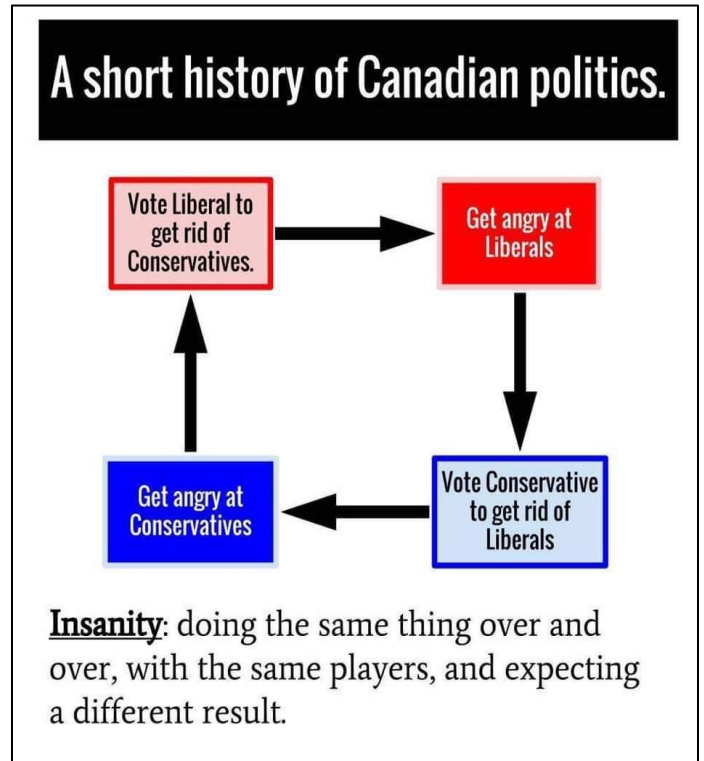 A short history of Canadian politics.
Vote Liberal to
get rid of
Conservatives.
Get angry at
Liberals
Get angry at
Conservatives
Vote Conservative
to get rid of
Liberals
Insanity: doing the same thing over and
over, with the same players, and expecting
a different result.